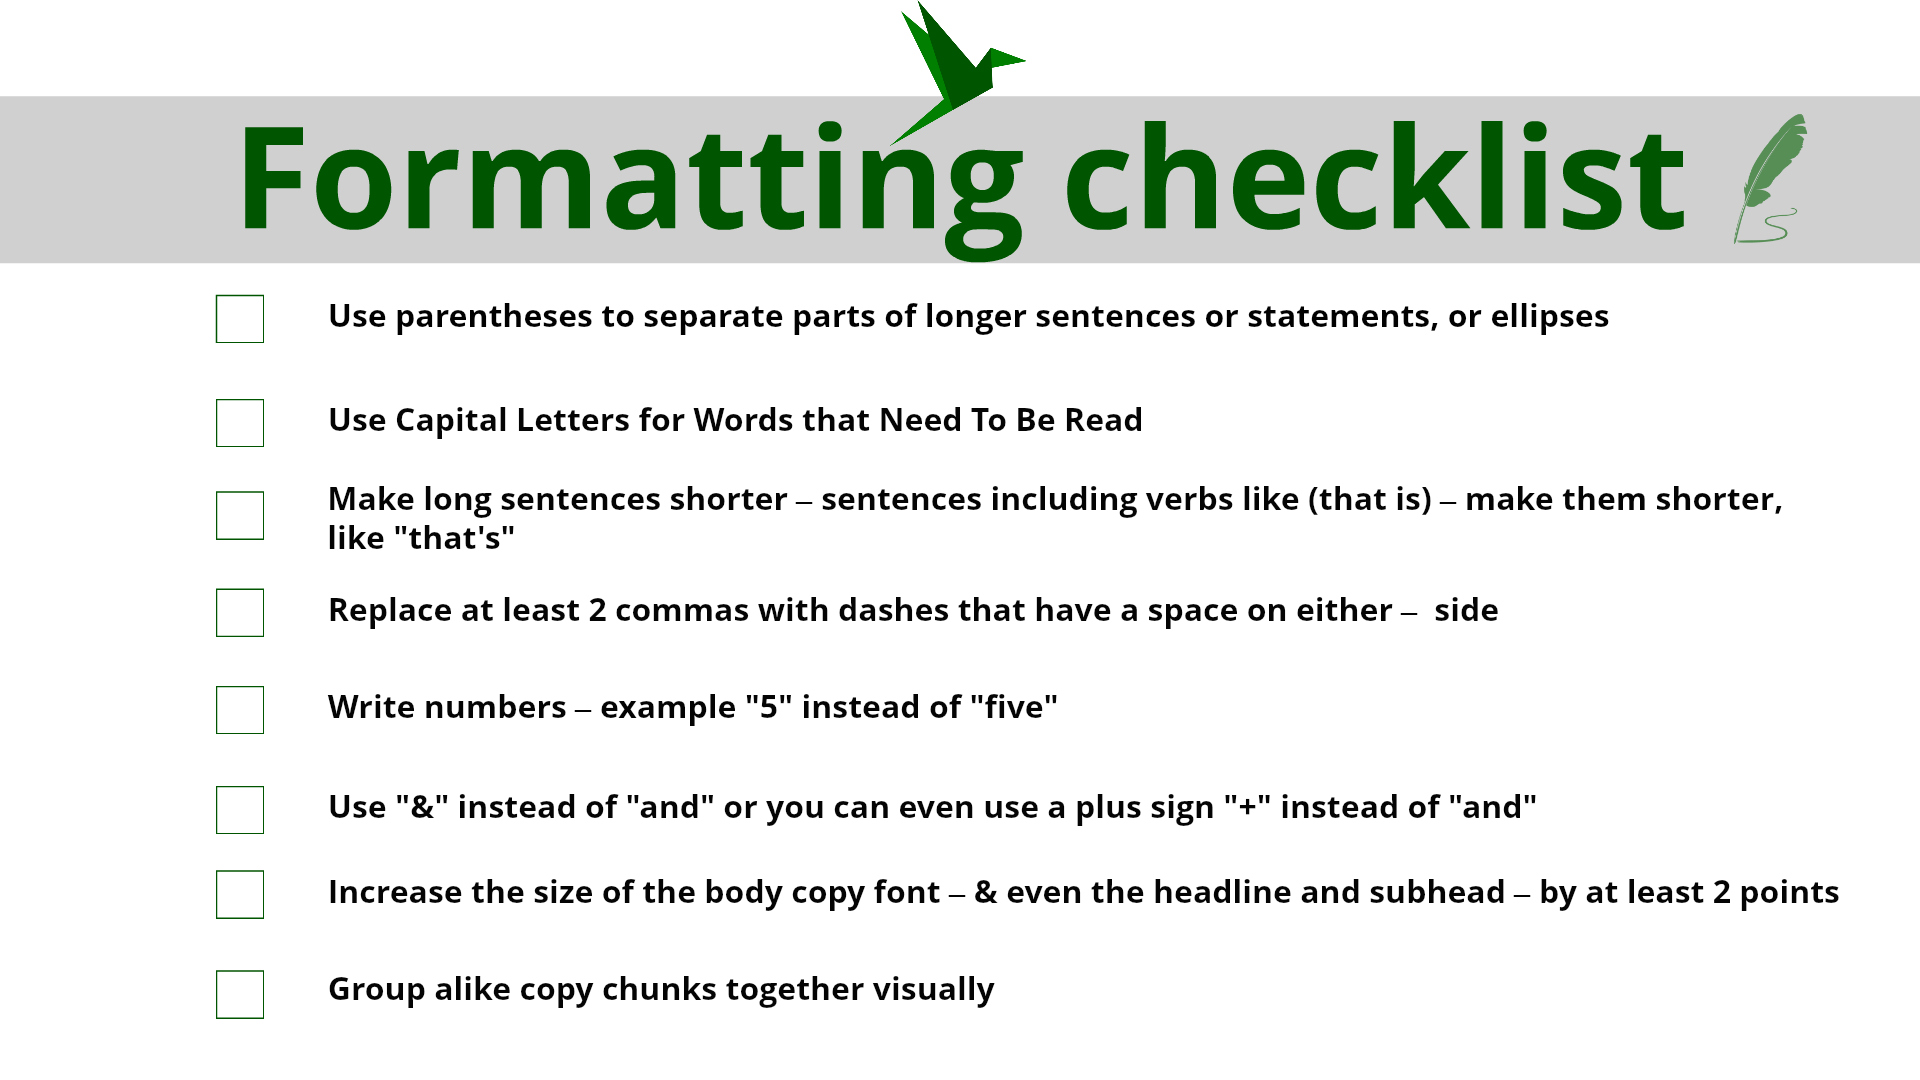 Formatting checklist
Use parentheses to separate parts of longer sentences or statements, or ellipses
Use Capital Letters for Words that Need To Be Read
Make long sentences shorter – sentences including verbs like (that is) – make them shorter,
like "that's"
Replace at least 2 commas with dashes that have a space on either –  side
Write numbers – example "5" instead of "five"
Use "&" instead of "and" or you can even use a plus sign "+" instead of "and"
Increase the size of the body copy font – & even the headline and subhead – by at least 2 points
Group alike copy chunks together visually